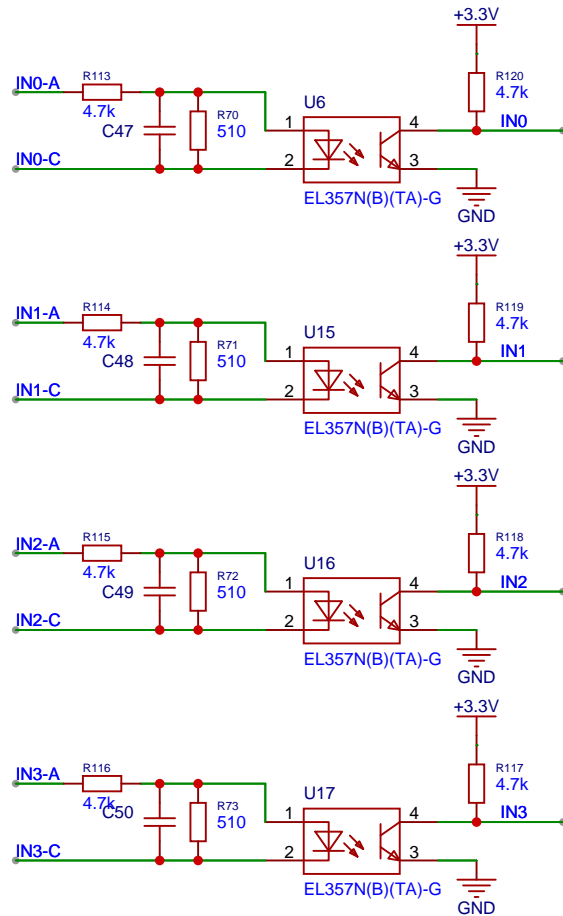 +3.3V
IN0-A
R113
4.7k
C47
R70
510
U6
1
2
4
3
R120
4.7k
IN0
IN0-C
EL357N(B)(TA)-G
GND
+3.3V
IN1-A
R114
4.7k
C48
R71
510
U15
1
2
4
3
R119
4.7k
IN1
IN1-C
EL357N(B)(TA)-G
GND
+3.3V
IN2-A
R115
4.7k
C49
R72
510
U16
1
2
4
3
R118
4.7k
IN2
IN2-C
EL357N(B)(TA)-G
GND
+3.3V
IN3-A
R116
4.7k
C50
R73
510
U17
1
2
4
3
R117
4.7k
IN3
IN3-C
EL357N(B)(TA)-G
GND